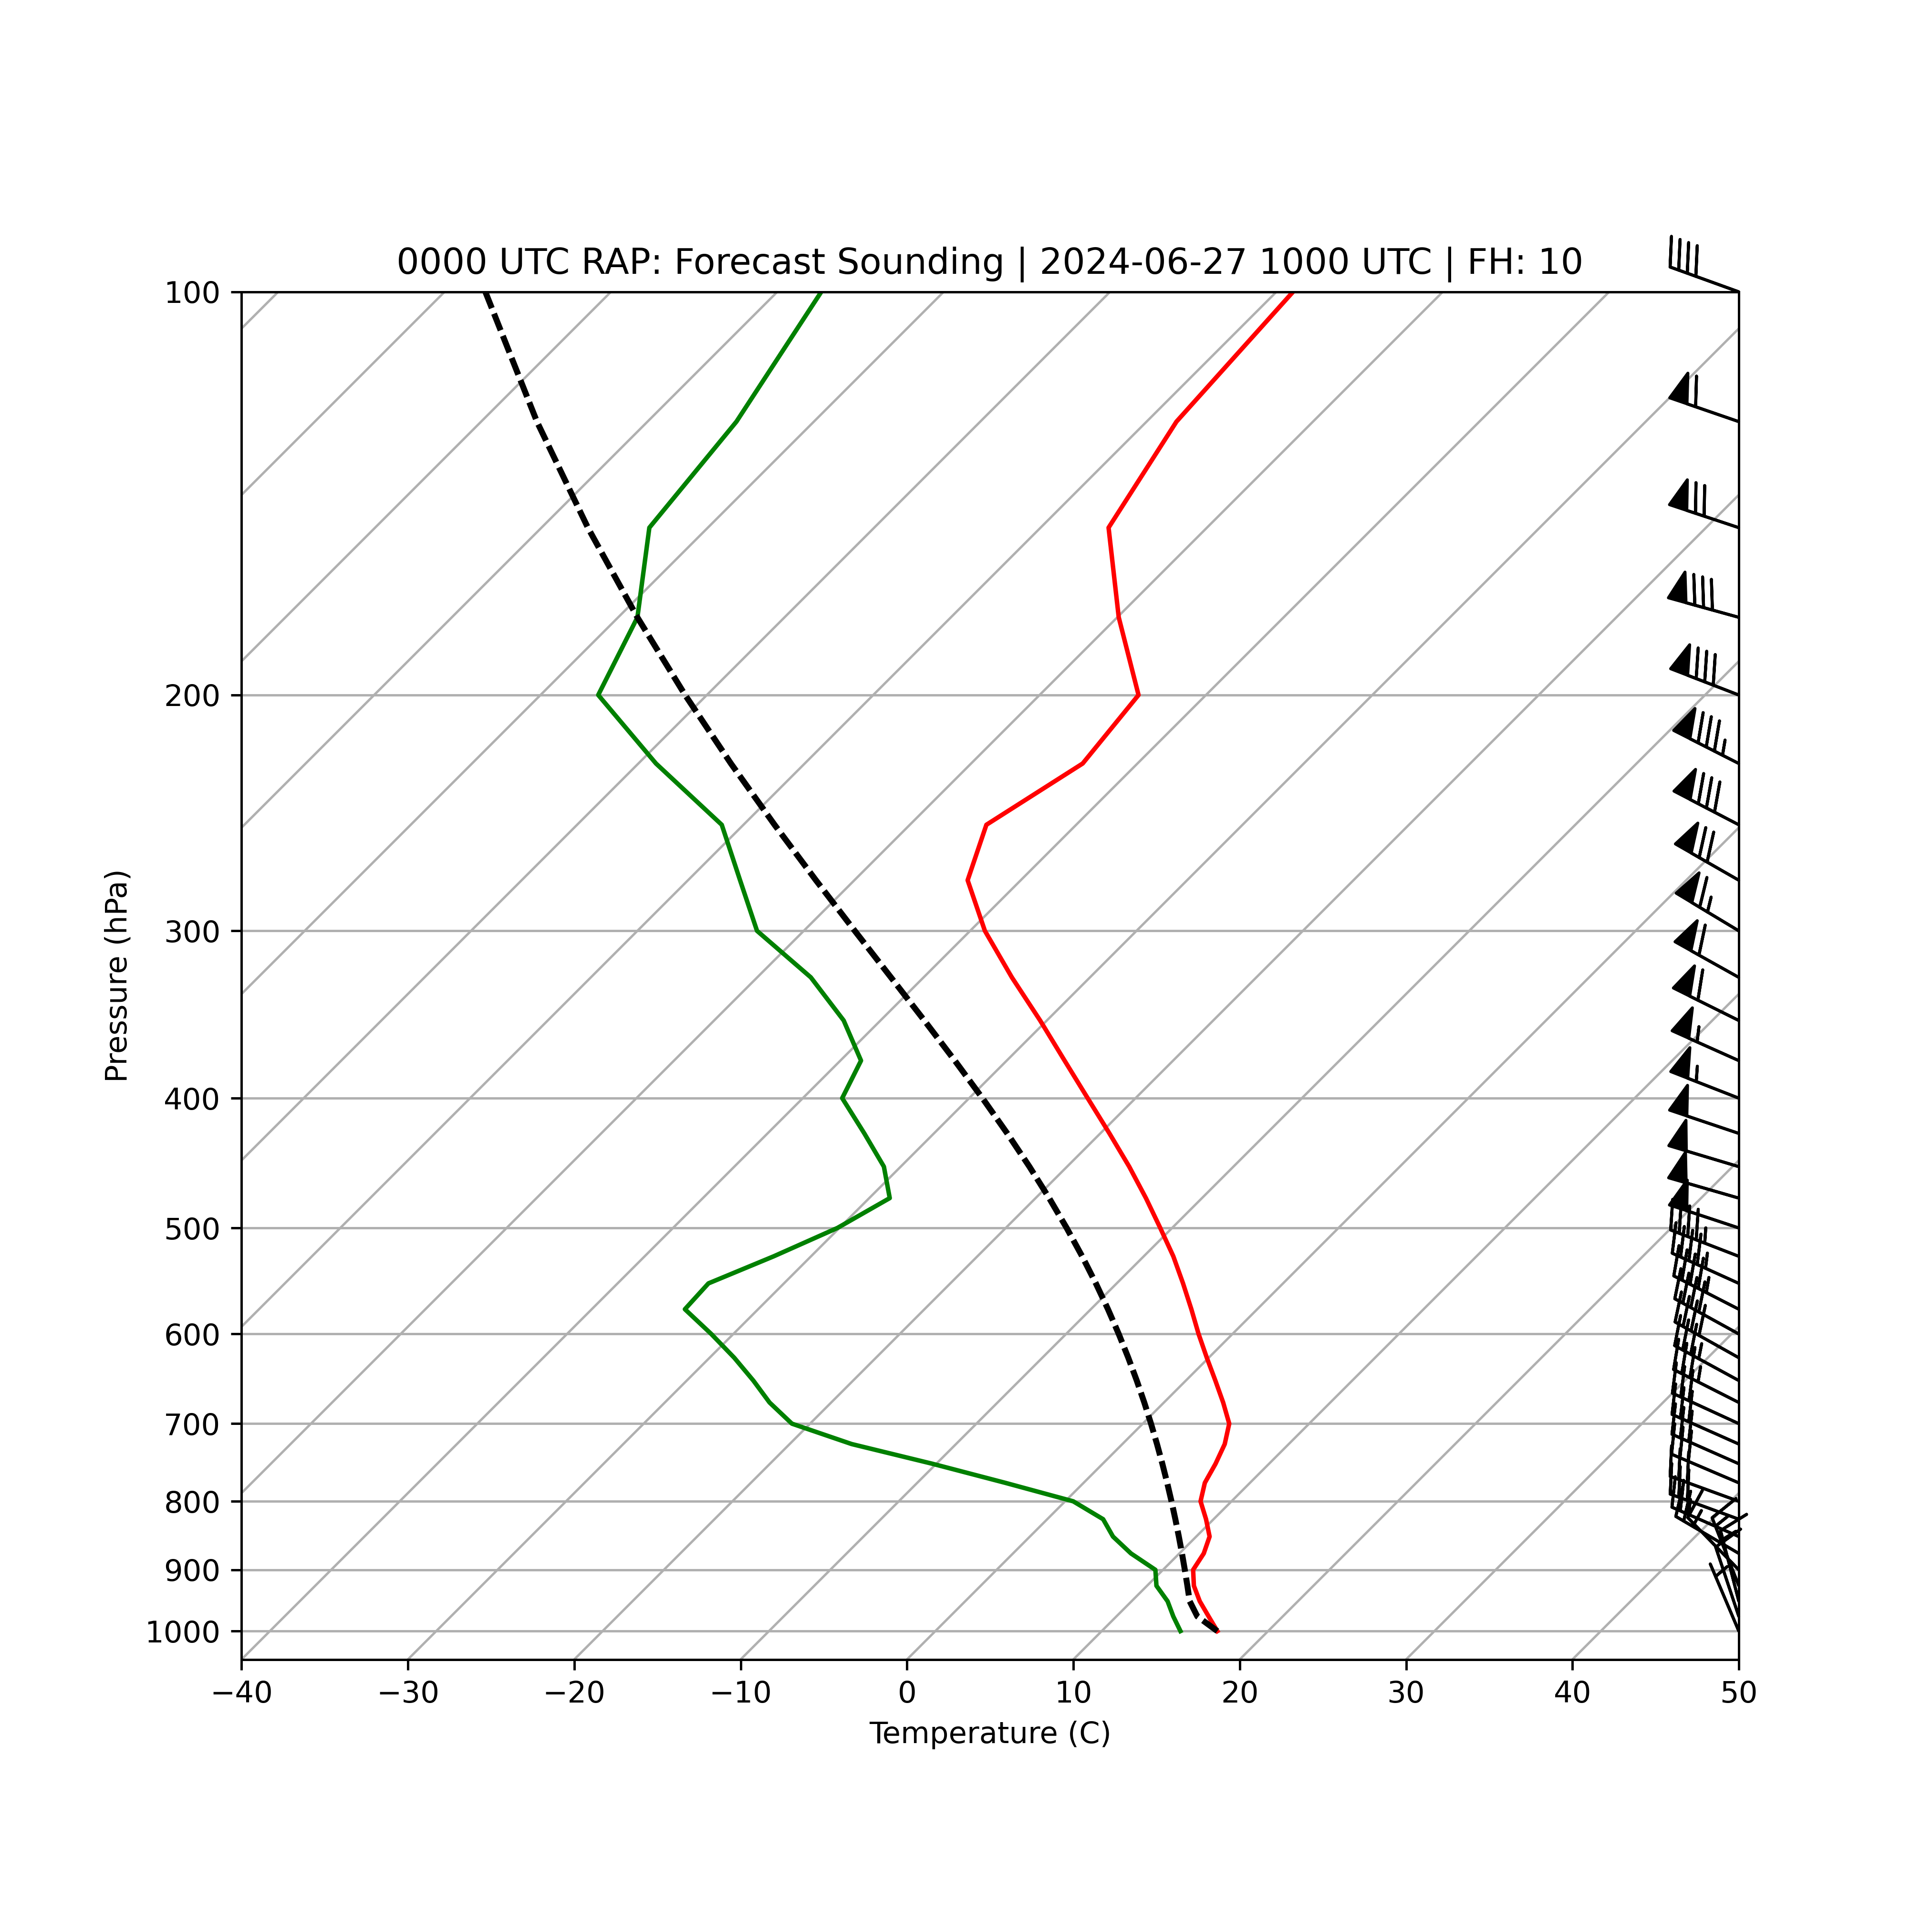 0000 UTC RAP: Forecast Sounding | 2024-06-27 1000 UTC | FH: 10
100
200
300
400
500
600
700
800
900
1000
Pressure (hPa)
−40 −30 −20 −10 0 10 20 30 40 50
Temperature (C)